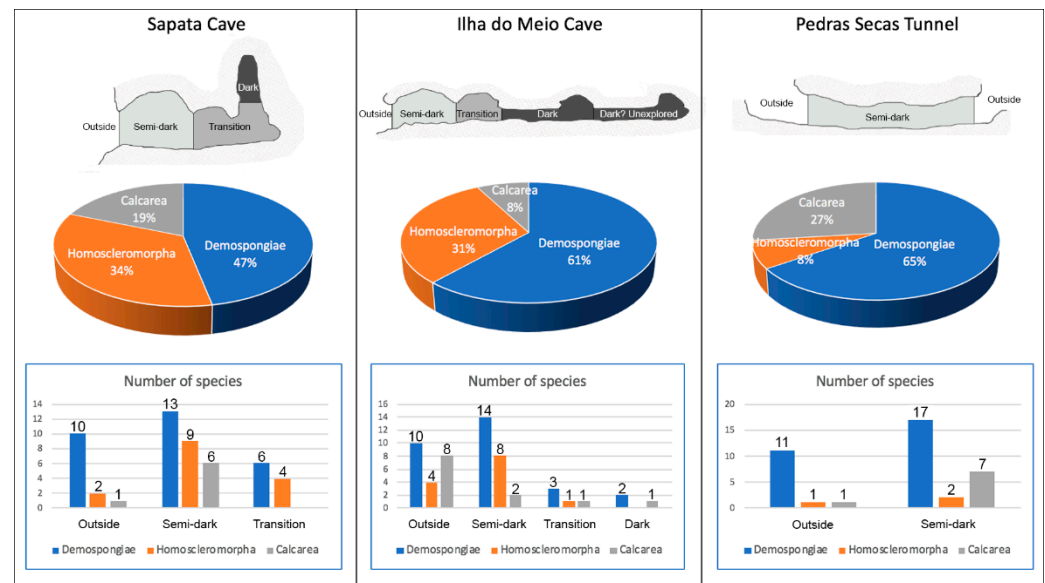 Sapata Cave
Dark
Outside
Semi-dark
Transition
Calcarea
19%
Homoscleromorpha
34%
Demospongiae
47%
Number of species
14
12
10
8
6
4
2
0
10
2
1
13
9
6
6
4
Outside Semi-dark Transition
Demospongiae Homoscleromorpha Calcarea
Ilha do Meio Cave
Outside
Semi-dark
Transition
Dark
Dark? Unexplored
Calcarea
8%
Homoscleromorpha
31%
Demospongiae
61%
Number of species
16
14
12
10
8
6
4
2
0
10
4
8
14
8
2
3
1
1
2
1
Outside Semi-dark Transition Dark
Demospongiae Homoscleromorpha Calcarea
Pedras Secas Tunnel
Outside
Semi-dark
Outside
Calcarea
27%
Homoscleromorpha
8%
Demospongiae
65%
Number of species
20
15
10
5
0
11
1
1
17
2
7
Outside Semi-dark
Demospongiae Homoscleromorpha Calcarea